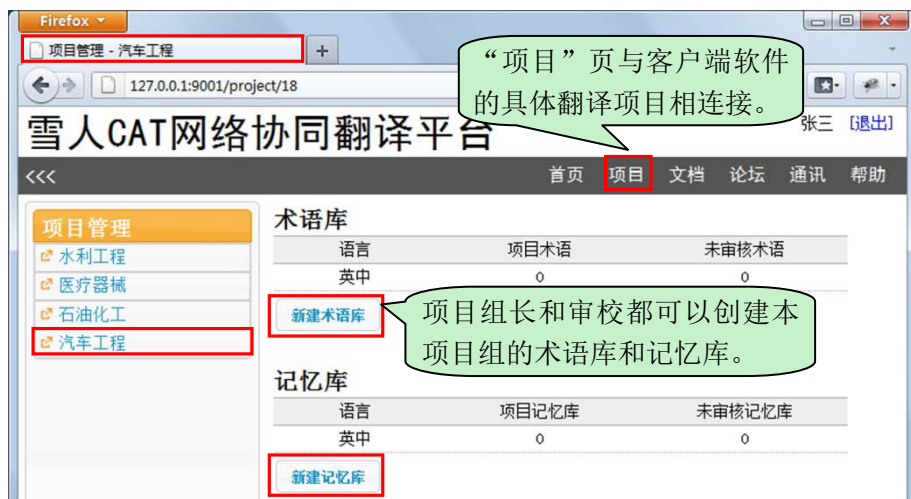 Firefox
项目管理 - 汽车工程
+
127.0.0.1:9001/project/18
“项目”页与客户端软件
的具体翻译项目相连接。
雪人CAT网络协同翻译平台
张三 [退出]
<<< 首页 项目 文档 论坛 通讯 帮助
项目管理
水利工程
医疗器械
石油化工
汽车工程
术语库
语言 项目术语 未审核术语
英中 0 0
新建术语库
项目组长和审校都可以创建本
项目组的术语库和记忆库。
记忆库
语言 项目记忆库 未审核记忆库
英中 0 0
新建记忆库